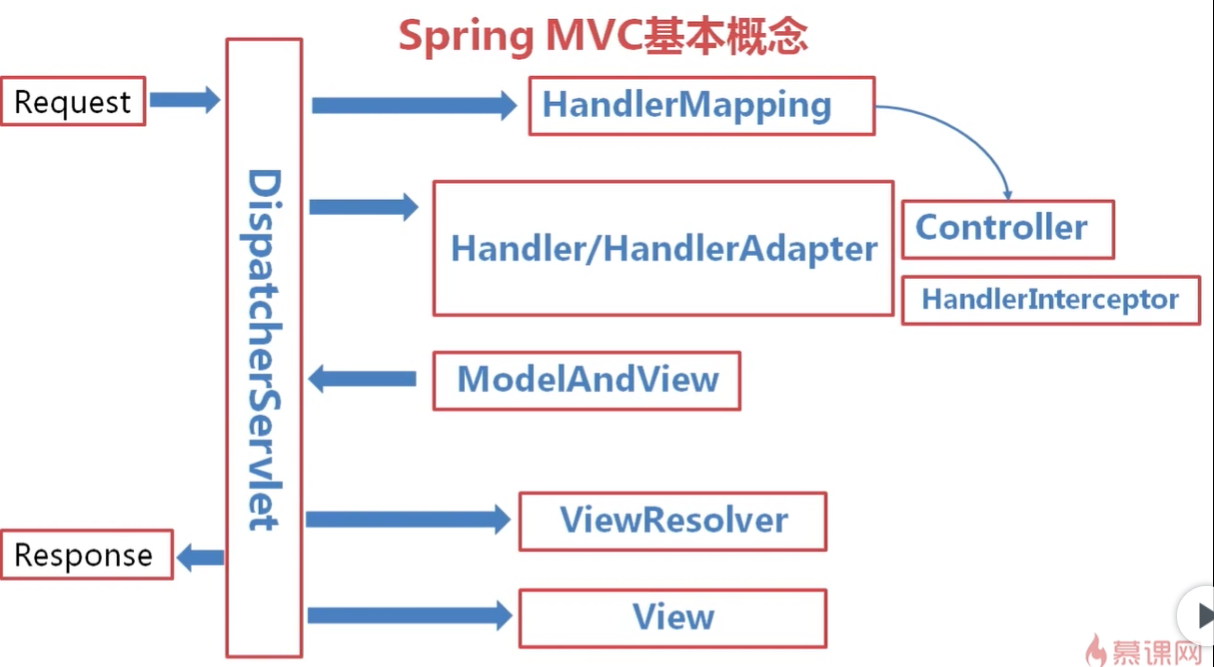 Spring MVC基本概念
Request
HandlerMapping
DispatcherServlet
Handler/HandlerAdapter
Controller
HandlerInterceptor
ModelAndView
ViewResolver
Response
View
慕课网